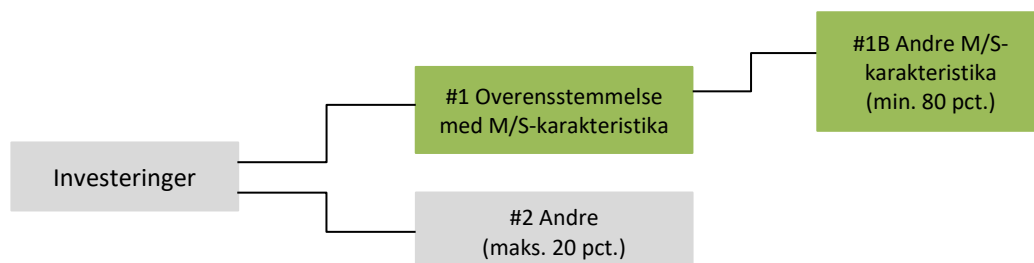 Investeringer
#1 Overensstemmelse
med M/S-karakteristika
#1B Andre M/S-
karakteristika
(min. 80 pct.)
#2 Andre
(maks. 20 pct.)